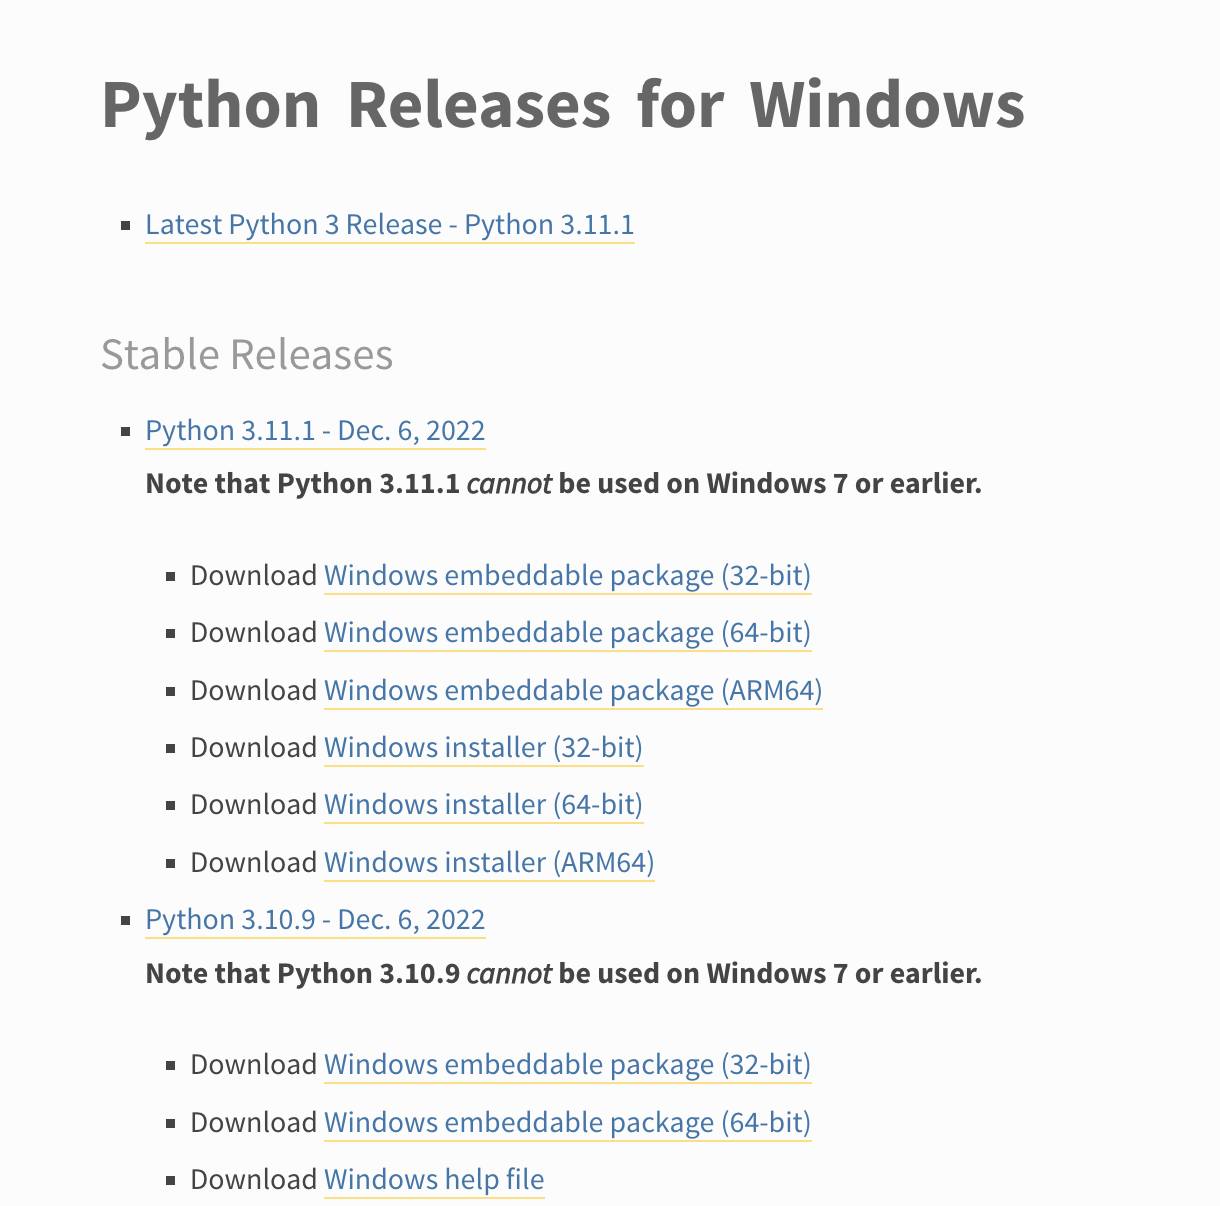 Python Releases for Windows
Latest Python 3 Release - Python 3.11.1
Stable Releases
Python 3.11.1 - Dec. 6, 2022
Note that Python 3.11.1 cannot be used on Windows 7 or earlier.
Download Windows embeddable package (32-bit)
Download Windows embeddable package (64-bit)
Download Windows embeddable package (ARM64)
Download Windows installer (32-bit)
Download Windows installer (64-bit)
Download Windows installer (ARM64)
Python 3.10.9 - Dec. 6, 2022
Note that Python 3.10.9 cannot be used on Windows 7 or earlier.
Download Windows embeddable package (32-bit)
Download Windows embeddable package (64-bit)
Download Windows help file